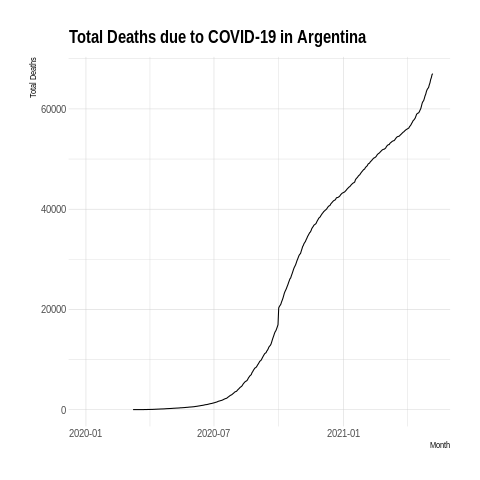 Total Deaths due to COVID-19 in Argentina
Total Deaths
60000
40000
20000
0
2020-01 2020-07 2021-01
Month